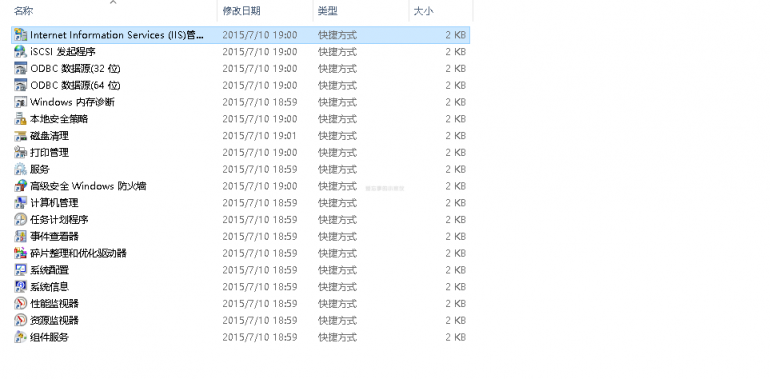 名称 修改日期 类型 大小
Internet Information Services (IIS)管... 2015/7/10 19:00 快捷方式 2 KB
iSCSI 发起程序 2015/7/10 19:00 快捷方式 2 KB
ODBC 数据源(32 位) 2015/7/10 19:00 快捷方式 2 KB
ODBC 数据源(64 位) 2015/7/10 19:00 快捷方式 2 KB
Windows 内存诊断 2015/7/10 18:59 快捷方式 2 KB
本地安全策略 2015/7/10 19:00 快捷方式 2 KB
磁盘清理 2015/7/10 19:01 快捷方式 2 KB
打印管理 2015/7/10 19:00 快捷方式 2 KB
服务 2015/7/10 18:59 快捷方式 2 KB
高级安全 Windows 防火墙 2015/7/10 19:00 快捷方式 2 KB
计算机管理 2015/7/10 18:59 快捷方式 2 KB
任务计划程序 2015/7/10 18:59 快捷方式 2 KB
事件查看器 2015/7/10 18:59 快捷方式 2 KB
碎片整理和优化驱动器 2015/7/10 18:59 快捷方式 2 KB
系统配置 2015/7/10 18:59 快捷方式 2 KB
系统信息 2015/7/10 18:59 快捷方式 2 KB
性能监视器 2015/7/10 18:59 快捷方式 2 KB
资源监视器 2015/7/10 18:59 快捷方式 2 KB
组件服务 2015/7/10 18:59 快捷方式 2 KB